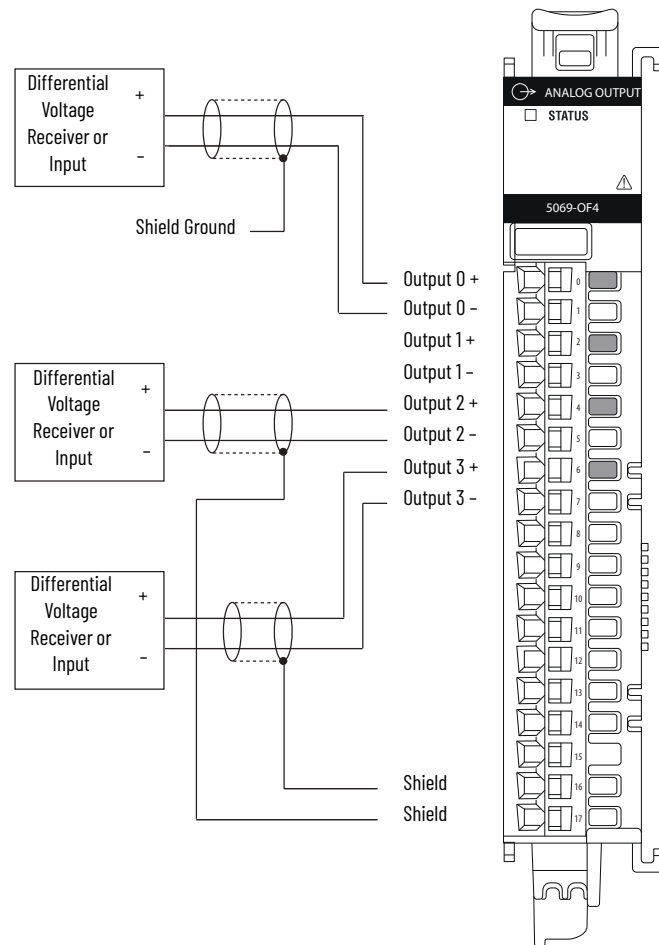 Differential
Voltage
Receiver or
Input
+
-
Shield Ground
Differential
Voltage
Receiver or
Input
+
-
Differential
Voltage
Receiver or
Input
+
-
Output 0 +
Output 0 -
Output 1 +
Output 1 -
Output 2 +
Output 2 -
Output 3 +
Output 3 -
Shield
Shield
ANALOG OUTPUT
STATUS
5069-OF4
0
1
2
3
4
5
6
7
8
9
10
11
12
13
14
15
16
17